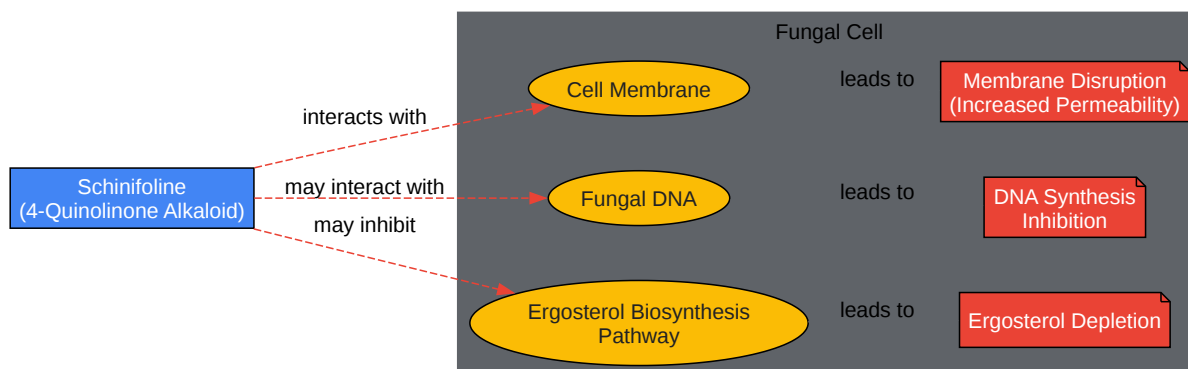 Fungal Cell
Cell Membrane
leads to
Membrane Disruption
(Increased Permeability)
interacts with
Schinifoline
(4-Quinolinone Alkaloid)
may interact with
Fungal DNA
leads to
DNA Synthesis
Inhibition
may inhibit
Ergosterol Biosynthesis
Pathway
leads to
Ergosterol Depletion